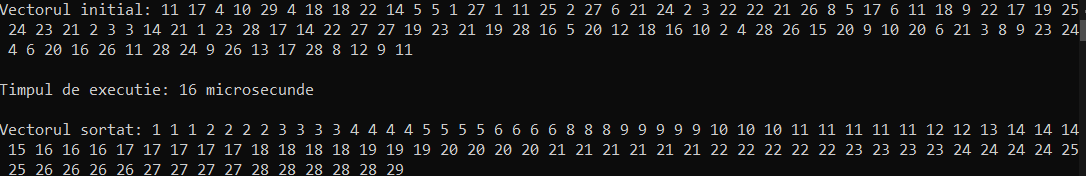 Vectorul initial: 11 17 4 10 29 4 18 18 22 14 5 5 1 27 1 11 25 2 27 6 21 24 2 3 22 22 21 26 8 5 17 6 11 18 9 22 17 19 25
24 23 21 2 3 3 14 21 1 23 28 17 14 22 27 27 19 23 21 19 28 16 5 20 12 18 16 10 2 4 28 26 15 20 9 10 20 6 21 3 8 9 23 24
4 6 20 16 26 11 28 24 9 26 13 17 28 8 12 9 11
Timpul de executie: 16 microsecunde
Vectorul sortat: 1 1 1 2 2 2 2 3 3 3 3 4 4 4 4 5 5 5 5 6 6 6 6 8 8 8 9 9 9 9 9 10 10 10 11 11 11 11 11 12 12 13 14 14 14
15 16 16 16 17 17 17 17 17 18 18 18 18 19 19 19 20 20 20 20 21 21 21 21 21 21 22 22 22 22 22 23 23 23 23 24 24 24 24 25
25 26 26 26 26 27 27 27 27 28 28 28 28 28 29